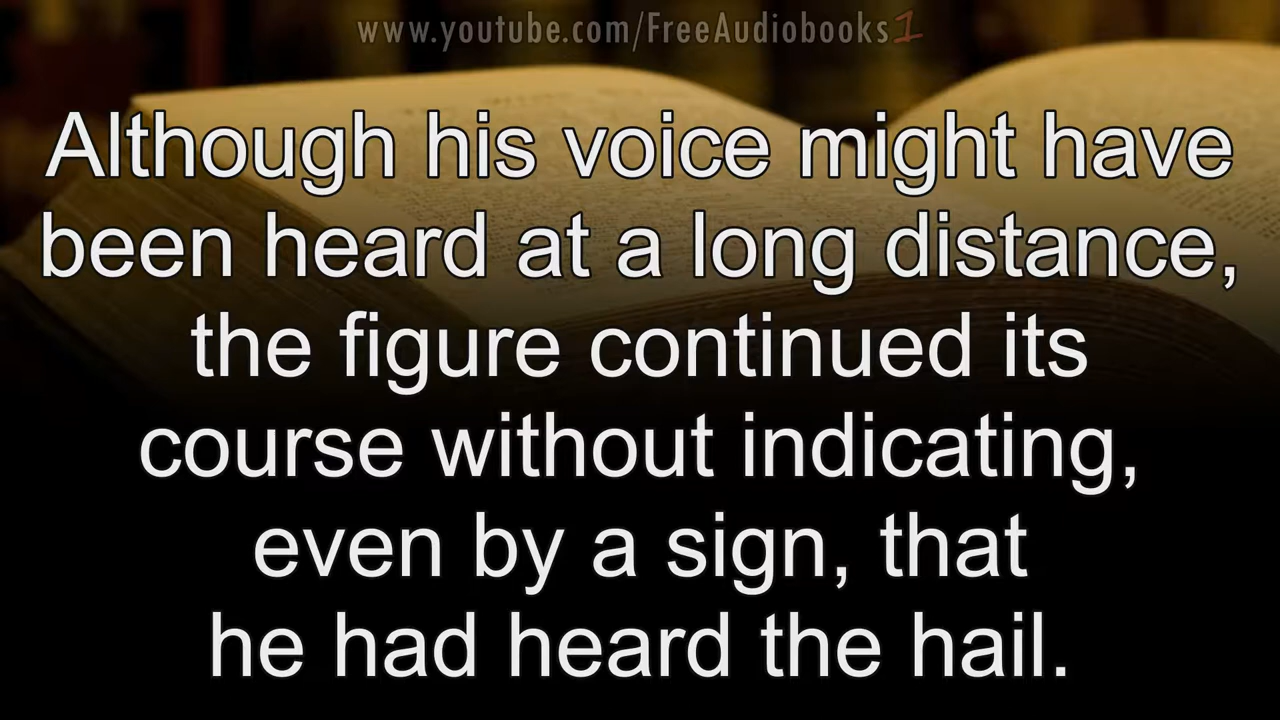 www.youtube.com/FreeAudiobooks1
Although his voice might have
been heard at a long distance,
the figure continued its
course without indicating,
even by a sign, that
he had heard the hail.